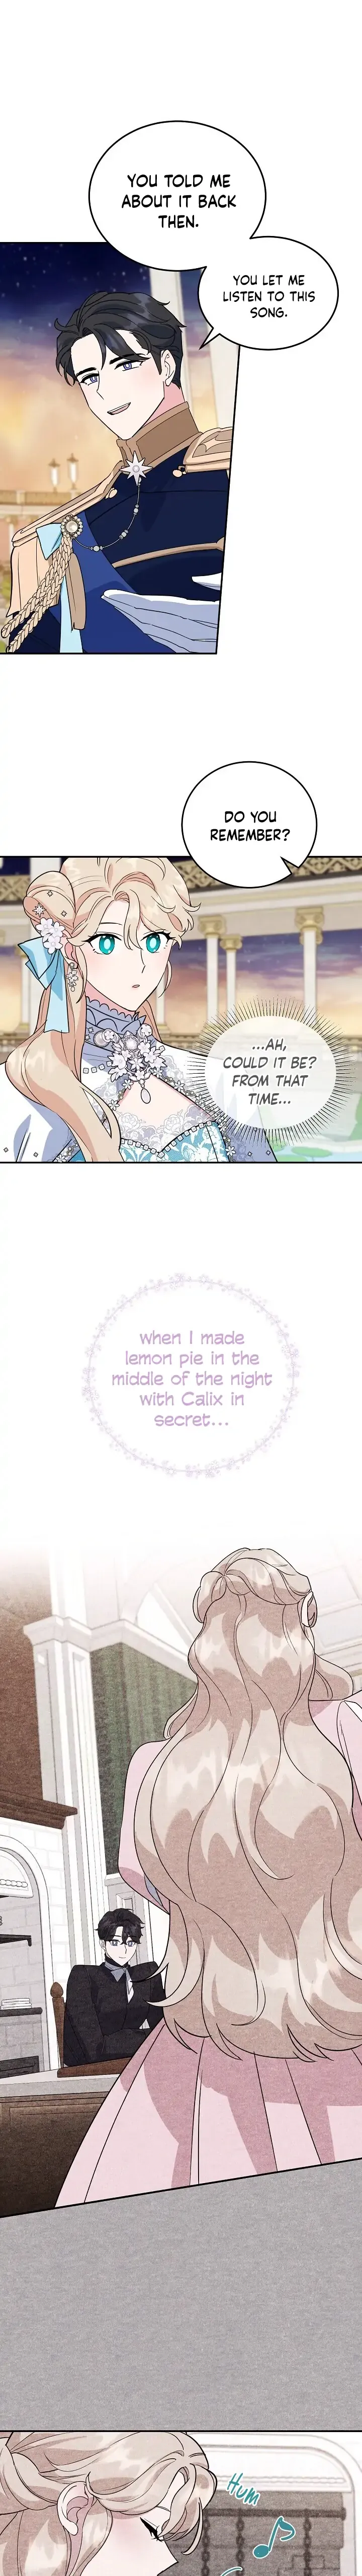 YOU TOLD ME
ABOUT IT BACK
THEN.
YOU LET ME
LISTEN TO THIS
SONG.
DO YOU
REMEMBER?
...AH,
COULD IT BE?
FROM THAT
TIME...
when I made
lemon pie in the
middle of the night
with Calix in
secret...
HUM